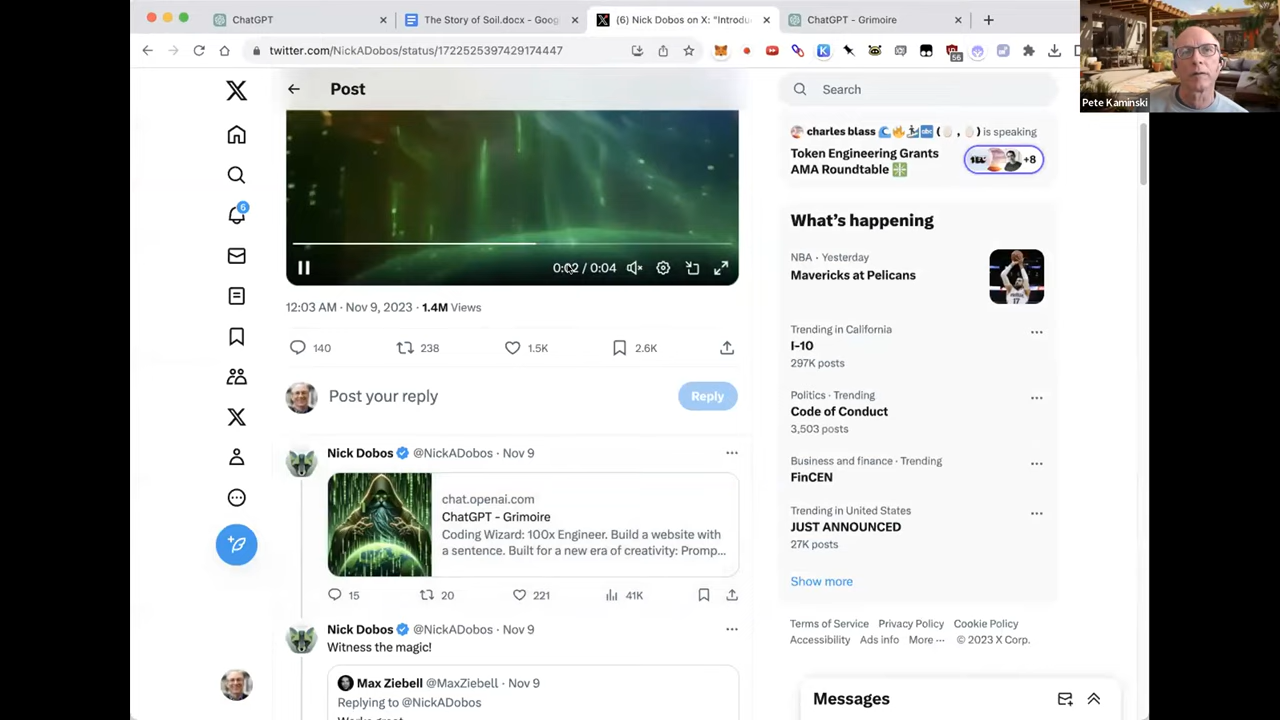 ChatGPT
The Story of Soil.docx - Goog
(6) Nick Dobos on X: "Introdu
ChatGPT - Grimoire
twitter.com/NickADobos/status/1722525397429174447
56
Pete Kaminski
Post
0:02 / 0:04
12:03 AM · Nov 9, 2023 · 1.4M Views
140
238
1.5K
2.6K
Post your reply
Reply
Nick Dobos @NickADobos · Nov 9
chat.openai.com
ChatGPT - Grimoire
Coding Wizard: 100x Engineer. Build a website with
a sentence. Built for a new era of creativity: Promp...
15
20
221
41K
Nick Dobos @NickADobos · Nov 9
Witness the magic!
Max Ziebell @MaxZiebell · Nov 9
Replying to @NickADobos
6
Search
charles blass is speaking
Token Engineering Grants
AMA Roundtable
+8
What's happening
NBA · Yesterday
Mavericks at Pelicans
Trending in California
I-10
297K posts
Politics · Trending
Code of Conduct
3,503 posts
Business and finance · Trending
FinCEN
Trending in United States
JUST ANNOUNCED
27K posts
Show more
Terms of Service Privacy Policy Cookie Policy
Accessibility Ads info More ··· © 2023 X Corp.
Messages